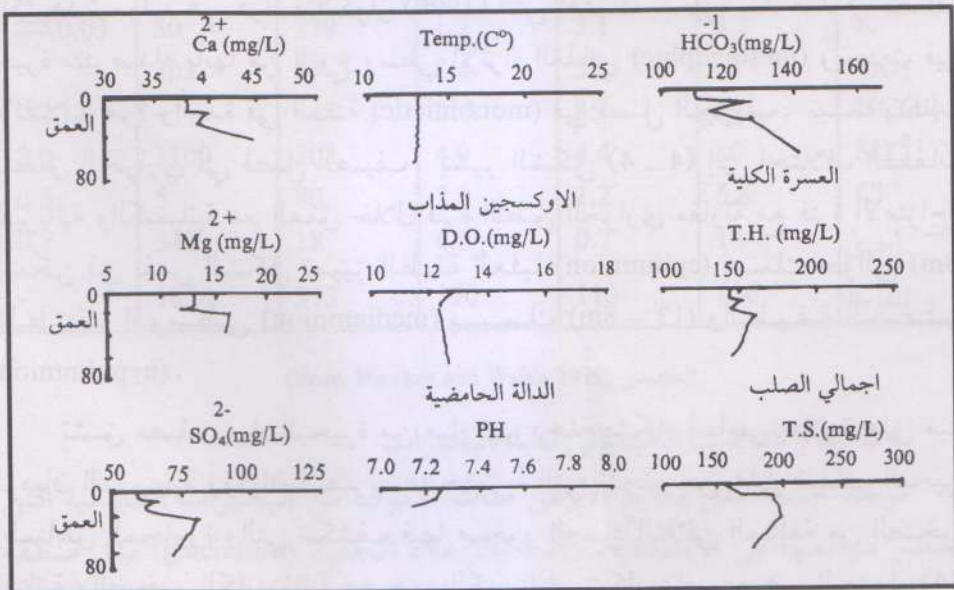 2+
Ca (mg/L) Temp.(C°) HCO₃(mg/L) -1
30 35 4 45 50 10 15 20 25 100 120 140 160
0
العمق
80
العسرة الكلية
الاوكسجين المذاب
2+
Mg (mg/L) D.O.(mg/L) T.H. (mg/L)
5 10 15 20 25 10 12 14 16 18 100 150 200 250
0
العمق
80
الدالة الحامضية
اجمالي الصلب
2-
SO₄(mg/L) PH T.S.(mg/L)
50 75 100 125 7.0 7.2 7.4 7.6 7.8 8.0 100 150 200 250 300
0
العمق
80